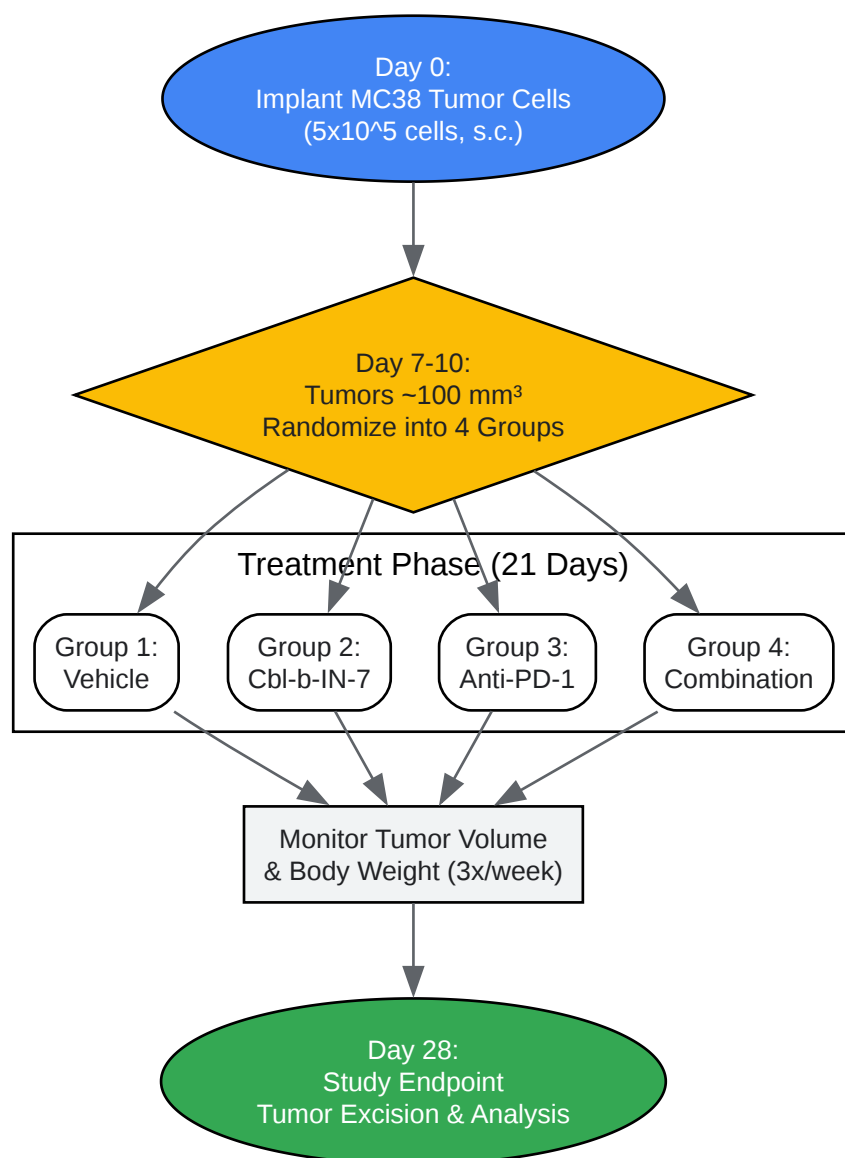 Day 0:
Implant MC38 Tumor Cells
(5x10^5 cells, s.c.)
Day 7-10:
Tumors ~100 mm³
Randomize into 4 Groups
Treatment Phase (21 Days)
Group 1:
Vehicle
Group 2:
Cbl-b-IN-7
Group 3:
Anti-PD-1
Group 4:
Combination
Monitor Tumor Volume
& Body Weight (3x/week)
Day 28:
Study Endpoint
Tumor Excision & Analysis